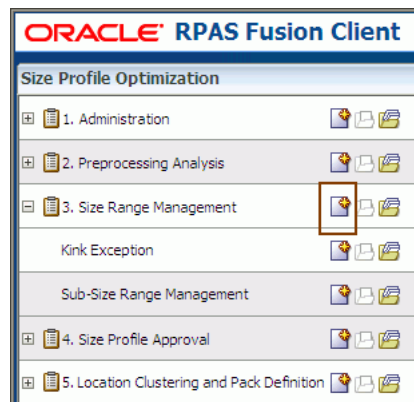 ORACLE® RPAS Fusion Client
Size Profile Optimization
1. Administration
2. Preprocessing Analysis
3. Size Range Management
Kink Exception
Sub-Size Range Management
4. Size Profile Approval
5. Location Clustering and Pack Definition